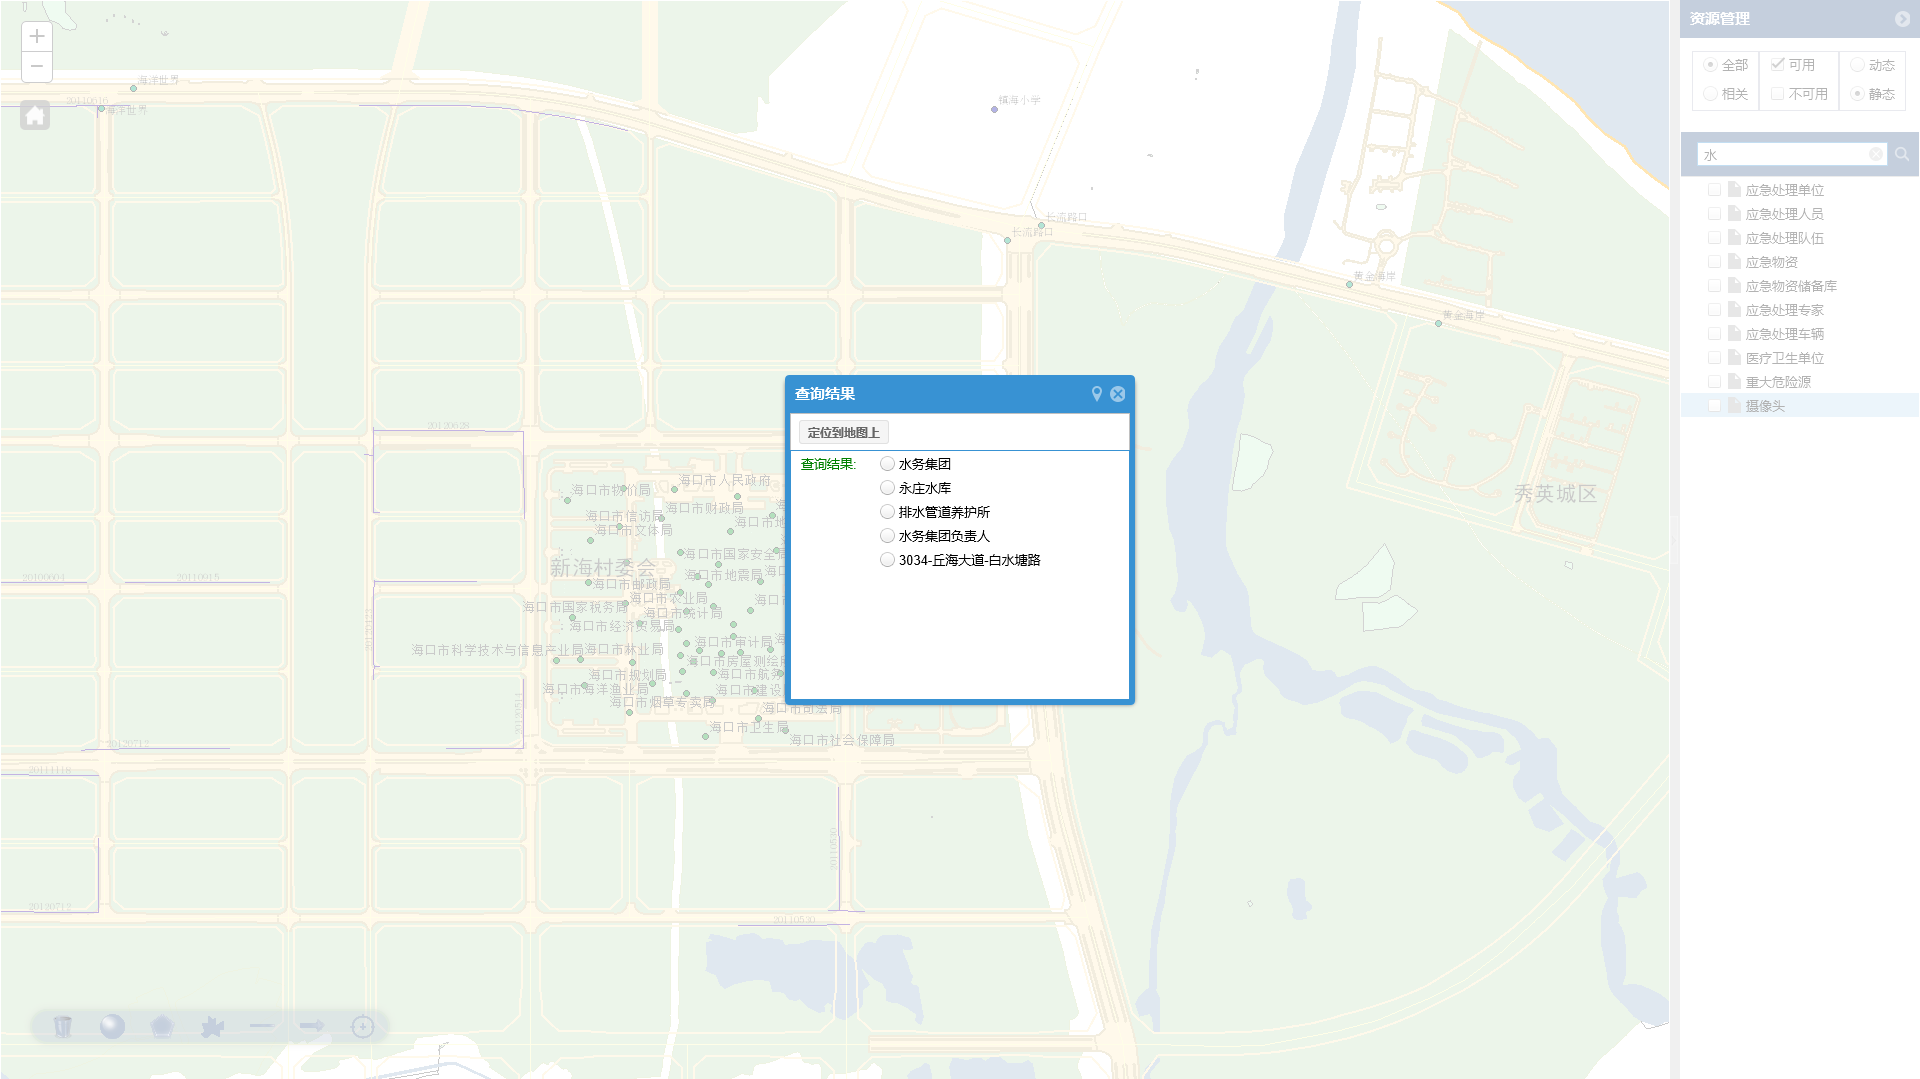 海洋世界
20110616
海洋世界
镇海小学
长流路口
长流路口
黄金海岸
黄金海岸
秀英城区
20120628
海口市人民政府
海口市物价局
海口市财政局
海口市信访局
海口市文体局
海口市国家安全局
新海村委会
海口市地震局
海口市邮政局
海口市农业局
海口市国家税务局
海口市统计局
海口市经济贸易局
海口市审计局
海口市科学技术与信息产业局
海口市林业局
海口市房屋测绘
海口市规划局
海口市航务
海口市海洋渔业局
海口市建设
海口市烟草专卖局
海口市司法局
海口市卫生局
海口市社会保障局
20110915
20120712
20111118
20120712
20110530
20110530
查询结果
定位到地图上
查询结果:
水务集团
永庄水库
排水管道养护所
水务集团负责人
3034-丘海大道-白水塘路
资源管理
全部 可用 动态
相关 不可用 静态
水
应急处理单位
应急处理人员
应急处理队伍
应急物资
应急物资储备库
应急处理专家
应急处理车辆
医疗卫生单位
重大危险源
摄像头